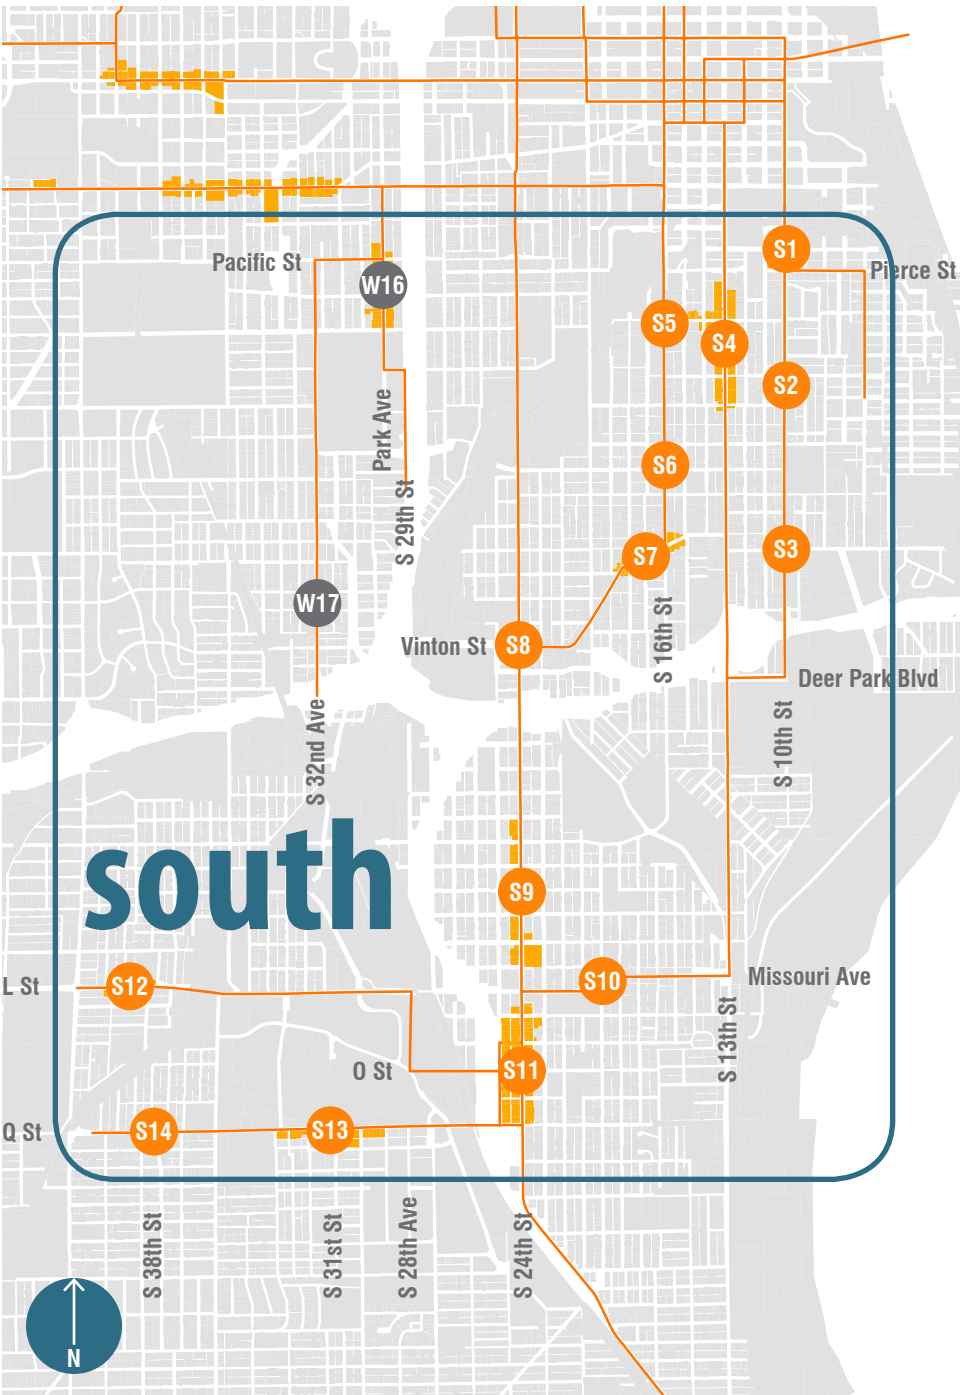 S1
Pacific St
Pierce St
W16
S5
S4
S2
Park Ave
S6
S 29th St
S7
S3
W17
Vinton St
S8
S 16th St
Deer Park Blvd
S 32nd Ave
S 10th St
south
S9
L St
S12
S10
Missouri Ave
S 13th St
O St
S11
Q St
S14
S13
S 38th St
S 31st St
S 28th Ave
S 24th St
N